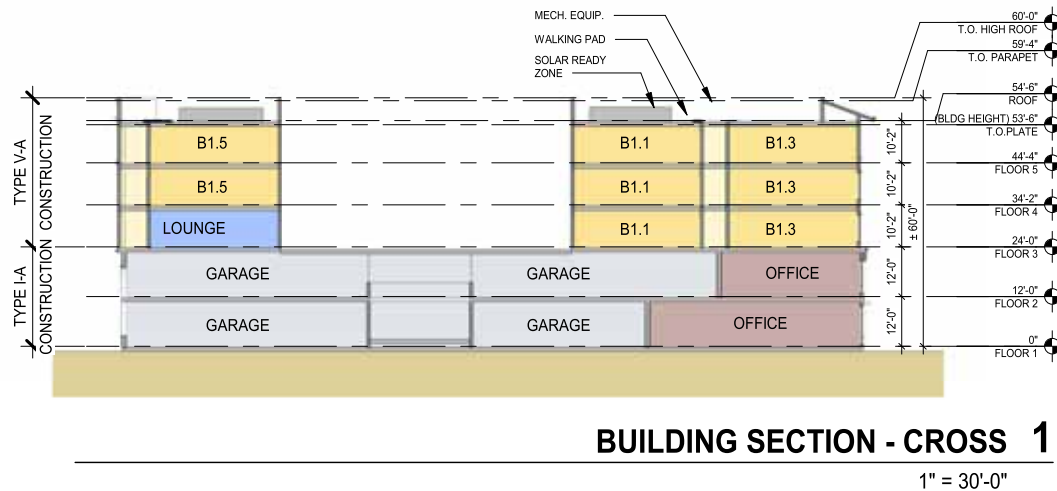 MECH. EQUIP.
WALKING PAD
SOLAR READY
ZONE
60'-0"
T.O. HIGH ROOF
59'-4"
T.O. PARAPET
54'-6"
ROOF
(BLDG HEIGHT) 53'-6"
T.O.PLATE
44'-4"
FLOOR 5
34'-2"
FLOOR 4
24'-0"
FLOOR 3
12'-0"
FLOOR 2
0"
FLOOR 1
TYPE V-A
CONSTRUCTION
TYPE I-A
CONSTRUCTION
B1.5
B1.1
B1.3
10'-2"
B1.5
B1.1
B1.3
10'-2"
LOUNGE
B1.1
B1.3
10'-2"
± 60'-0"
GARAGE
GARAGE
OFFICE
12'-0"
GARAGE
GARAGE
OFFICE
12'-0"
BUILDING SECTION - CROSS 1
1" = 30'-0"